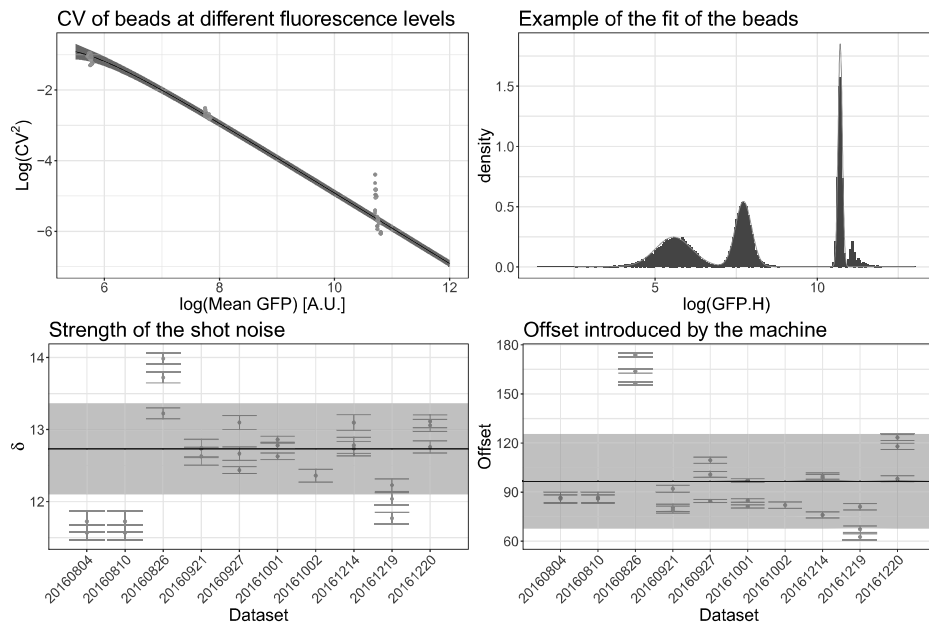 CV of beads at different fluorescence levels
Log(CV²)
−2
−4
−6
6 8 10 12
log(Mean GFP) [A.U.]
Example of the fit of the beads
density
1.5
1.0
0.5
0.0
5 10
log(GFP.H)
Strength of the shot noise
δ
14
13
12
20160804 20160810 20160826 20160921 20160927 20161001 20161002 20161214 20161219 20161220
Dataset
Offset introduced by the machine
Offset
180
150
120
90
60
20160804 20160810 20160826 20160921 20160927 20161001 20161002 20161214 20161219 20161220
Dataset